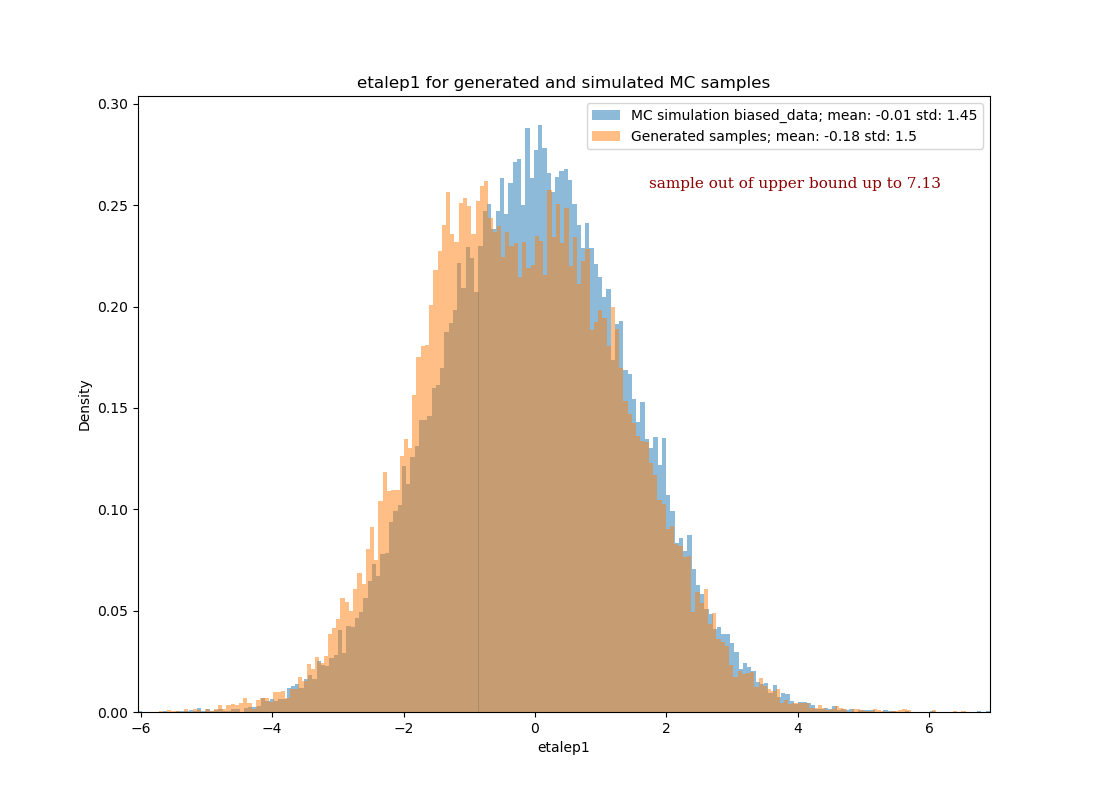 etalep1 for generated and simulated MC samples
MC simulation biased_data; mean: -0.01 std: 1.45
Generated samples; mean: -0.18 std: 1.5
sample out of upper bound up to 7.13
0.30
0.25
0.20
0.15
0.10
0.05
0.00
Density
−6
−4
−2
0
2
4
6
etalep1